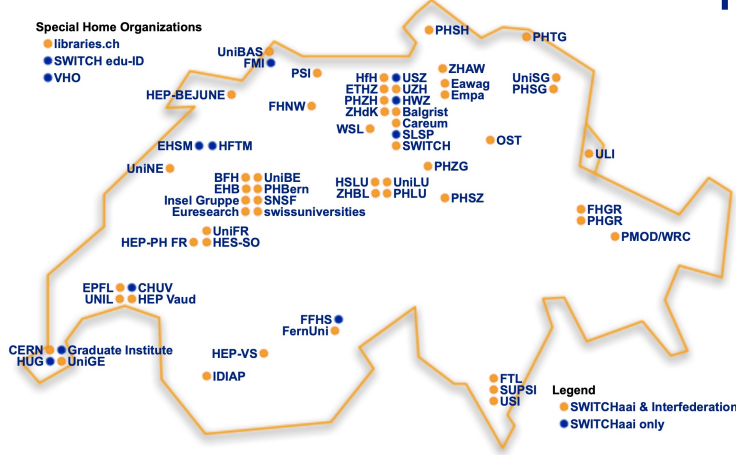 Special Home Organizations
libraries.ch
SWITCH edu-ID
VHO
PHSH
PHTG
UniBAS
FMI
PSI
HEP-BEJUNE
FHNW
HfH USZ
ETHZ UZH
PHZH HWZ
ZHdK Balgrist
Careum
WSL
SLSP
SWITCH
ZHAW
Eawag
Empa
UniSG
PHSG
OST
ULI
EHSM HFTM
UniNE
BFH UniBE
EHB PHBern
Insel Gruppe SNSF
Euresearch swissuniversities
HSLU UniLU
ZHBL PHLU
PHZG
PHSZ
FHGR
PHGR
PMOD/WRC
UniFR
HEP-PH FR HES-SO
EPFL CHUV
UNIL HEP Vaud
FFHS
FernUni
CERN Graduate Institute
HUG UniGE
HEP-VS
IDIAP
FTL
SUPSI
USI
Legend
SWITCHaai & Interfederation
SWITCHaai only